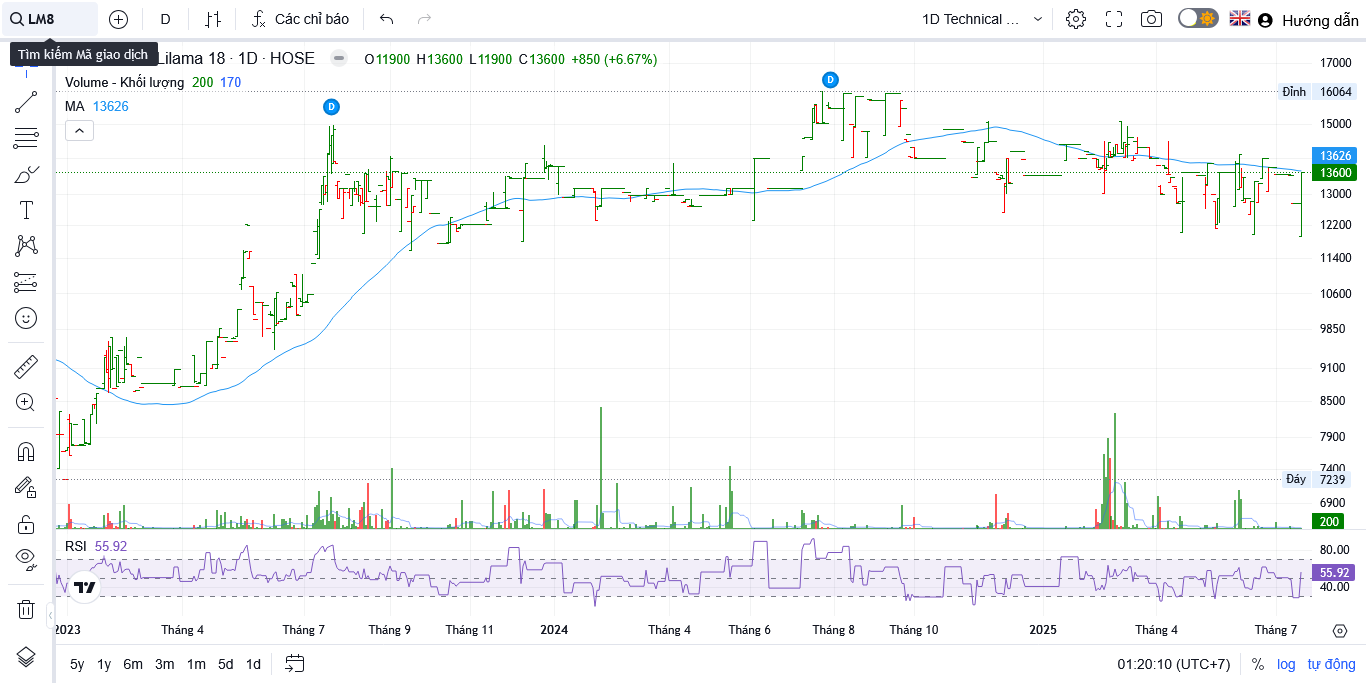 LM8
D
Các chỉ báo
1D Technical ...
Hướng dẫn
Tìm kiếm Mã giao dịch
Lilama 18 · 1D · HOSE
O11900 H13600 L11900 C13600 +850 (+6.67%)
Volume - Khối lượng 200 170
MA 13626
D
D
17000
Đỉnh 16064
15000
13626
13600
13000
12200
11400
10600
9850
9100
8500
7900
7400
Đáy 7239
6900
200
RSI 55.92
80.00
55.92
40.00
2023
Tháng 4
Tháng 7
Tháng 9
Tháng 11
2024
Tháng 4
Tháng 6
Tháng 8
Tháng 10
2025
Tháng 4
Tháng 7
5y 1y 6m 3m 1m 5d 1d
01:20:10 (UTC+7) % log tự động